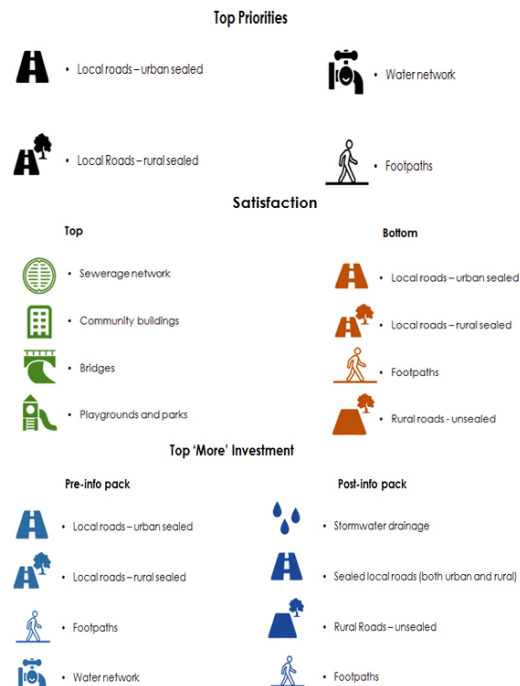 Top Priorities
• Local roads – urban sealed
• Water network
• Local Roads – rural sealed
• Footpaths
Satisfaction
Top
Bottom
• Sewerage network
• Local roads – urban sealed
• Community buildings
• Local roads – rural sealed
• Bridges
• Footpaths
• Playgrounds and parks
• Rural roads - unsealed
Top 'More' Investment
Pre-info pack
Post-info pack
• Local roads – urban sealed
• Stormwater drainage
• Local roads – rural sealed
• Sealed local roads (both urban and rural)
• Footpaths
• Rural Roads – unsealed
• Water network
• Footpaths